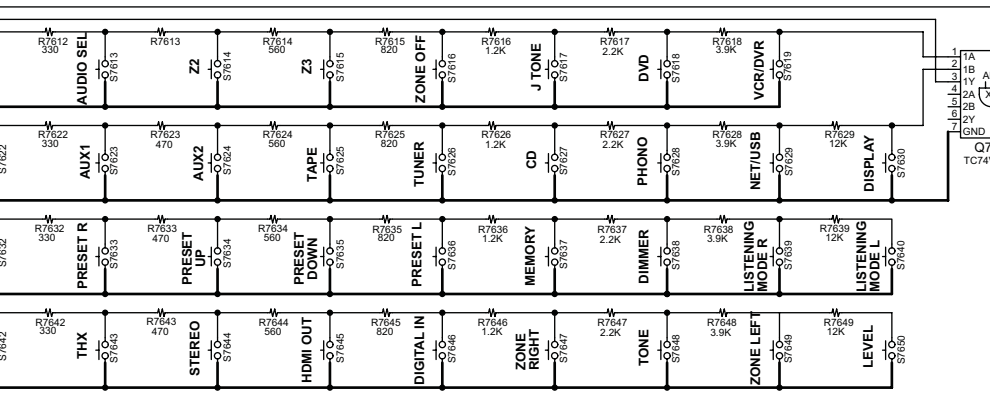 R7612 R7613 R7614 R7615 R7616 R7617 R7618
330 560 820 1.2K 2.2K 3.9K
AUDIO SEL
S7613
Z2
S7614
Z3
S7615
ZONE OFF
S7616
J TONE
S7617
DVD
S7618
VCR/DVR
S7619
1 1A
2 1B
3 1Y
4 2A
5 2B
6 2Y
7 GND
R7622 R7623 R7624 R7625 R7626 R7627 R7628 R7629
330 470 560 820 1.2K 2.2K 3.9K 12K
S7622
AUX1
S7623
AUX2
S7624
TAPE
S7625
TUNER
S7626
CD
S7627
PHONO
S7628
NET/USB
S7629
DISPLAY
S7630
R7632 R7633 R7634 R7635 R7636 R7637 R7638 R7639
330 470 560 820 1.2K 2.2K 3.9K 12K
S7632
PRESET R
S7633
PRESET
UP
S7634
PRESET
DOWN
S7635
PRESET L
S7636
MEMORY
S7637
DIMMER
S7638
LISTENING
MODE R
S7639
LISTENING
MODE L
S7640
R7642 R7643 R7644 R7645 R7646 R7647 R7648 R7649
330 470 560 820 1.2K 2.2K 3.9K 12K
S7642
THX
S7643
STEREO
S7644
HDMI OUT
S7645
DIGITAL IN
S7646
ZONE
RIGHT
S7647
TONE
S7648
ZONE LEFT
S7649
LEVEL
S7650